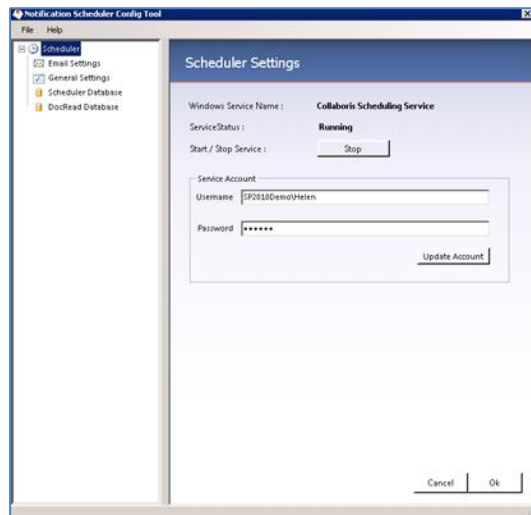 Notification Scheduler Config Tool
File Help
Scheduler
Email Settings
General Settings
Scheduler Database
DocRead Database
Scheduler Settings
Windows Service Name : Collaboris Scheduling Service
ServiceStatus : Running
Start / Stop Service : Stop
Service Account
Username SP2010Demo\Helen
Password ••••••
Update Account
Cancel Ok